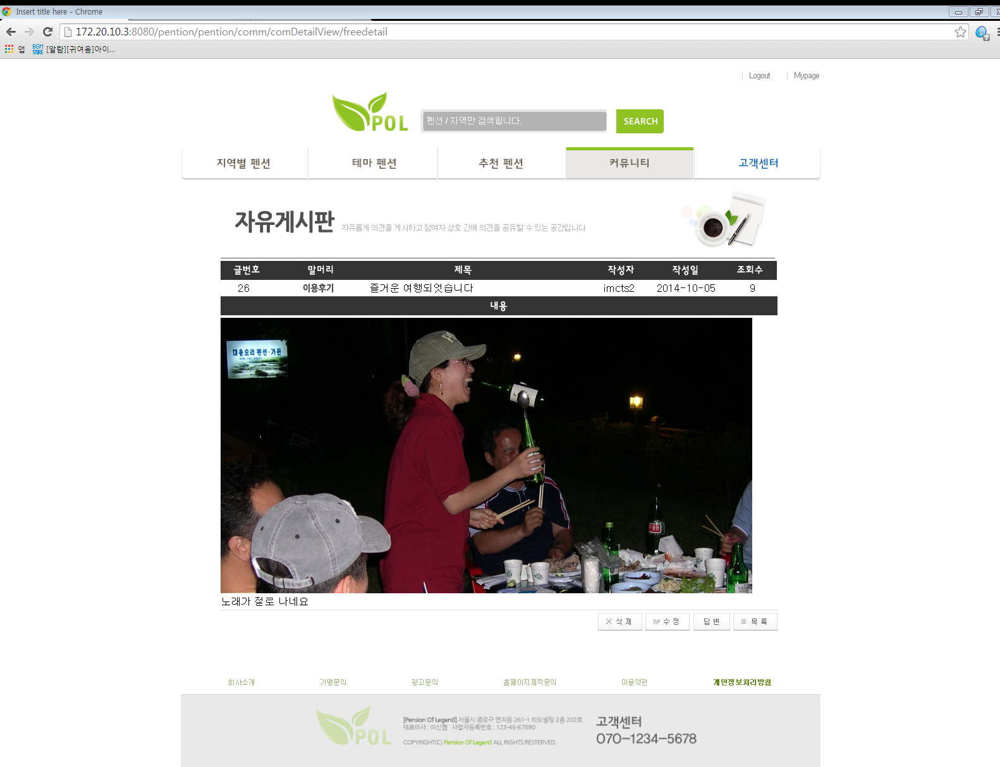 Insert title here - Chrome
172.20.10.3:8080/pention/pention/comm/comDetailView/freedetail
앱 BGM STORE [알람][귀여움]아이...
Logout Mypage
POL 펜션 / 지역만 검색됩니다. SEARCH
지역별 펜션 테마 펜션 추천 펜션 커뮤니티 고객센터
자유게시판 자유롭게 의견을 게시하고 참여자 상호 간에 의견을 공유할 수 있는 공간입니다
글번호 말머리 제목 작성자 작성일 조회수
26 이용후기 즐거운 여행되엇습니다 imcts2 2014-10-05 9
내용
미윤오리 펜션·가든
노래가 절로 나네요
삭제 수정 답변 목록
회사소개 가맹문의 광고문의 홈페이지제작문의 이용약관 개인정보처리방침
POL
[Pension Of Legend] 서울시 종로구 연지동 261-1 리도빌딩 2층 202호
대표이사 : 이신협 사업자등록번호 ; 123-45-67890
COPYRIGHT(C) Pension Of Legend ALL RIGHTS RESTERVED.
고객센터
070-1234-5678